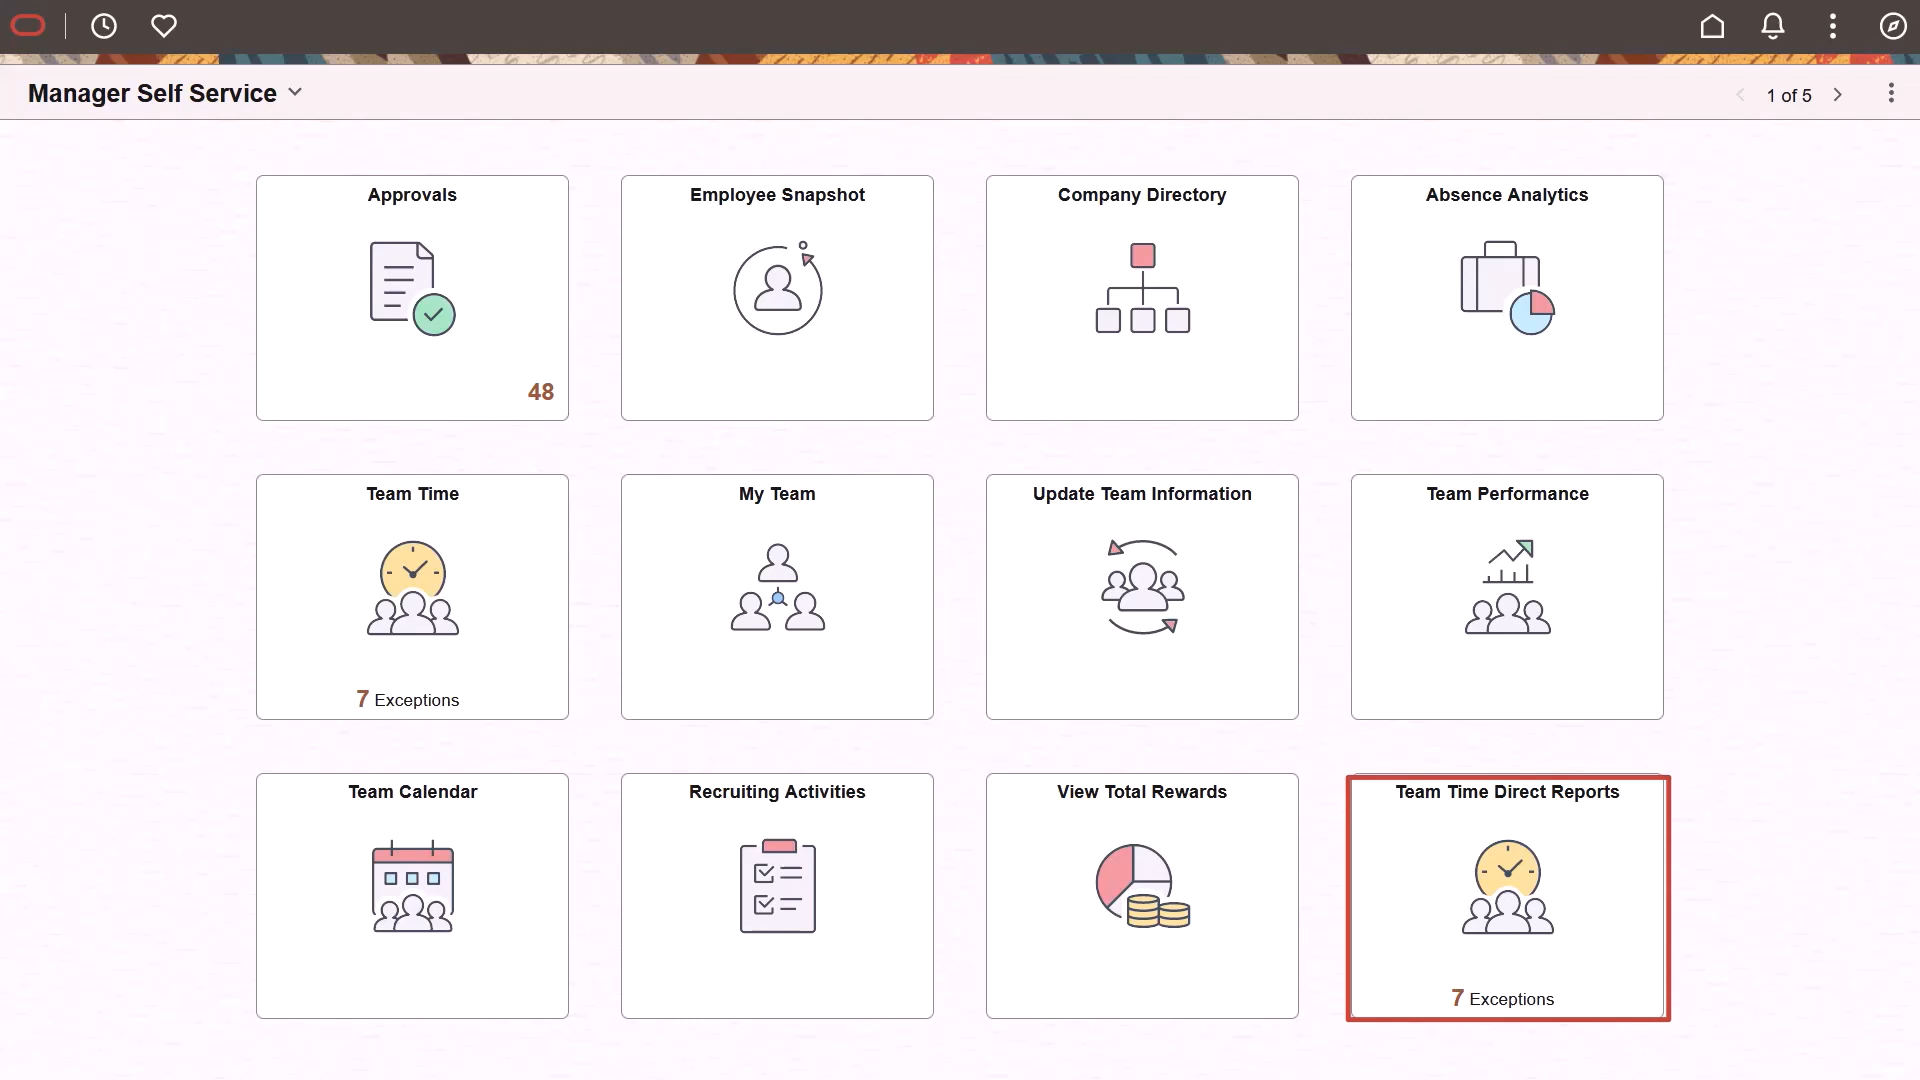 Manager Self Service
1 of 5
Approvals
48
Employee Snapshot
Company Directory
Absence Analytics
Team Time
7 Exceptions
My Team
Update Team Information
Team Performance
Team Calendar
Recruiting Activities
View Total Rewards
Team Time Direct Reports
7 Exceptions